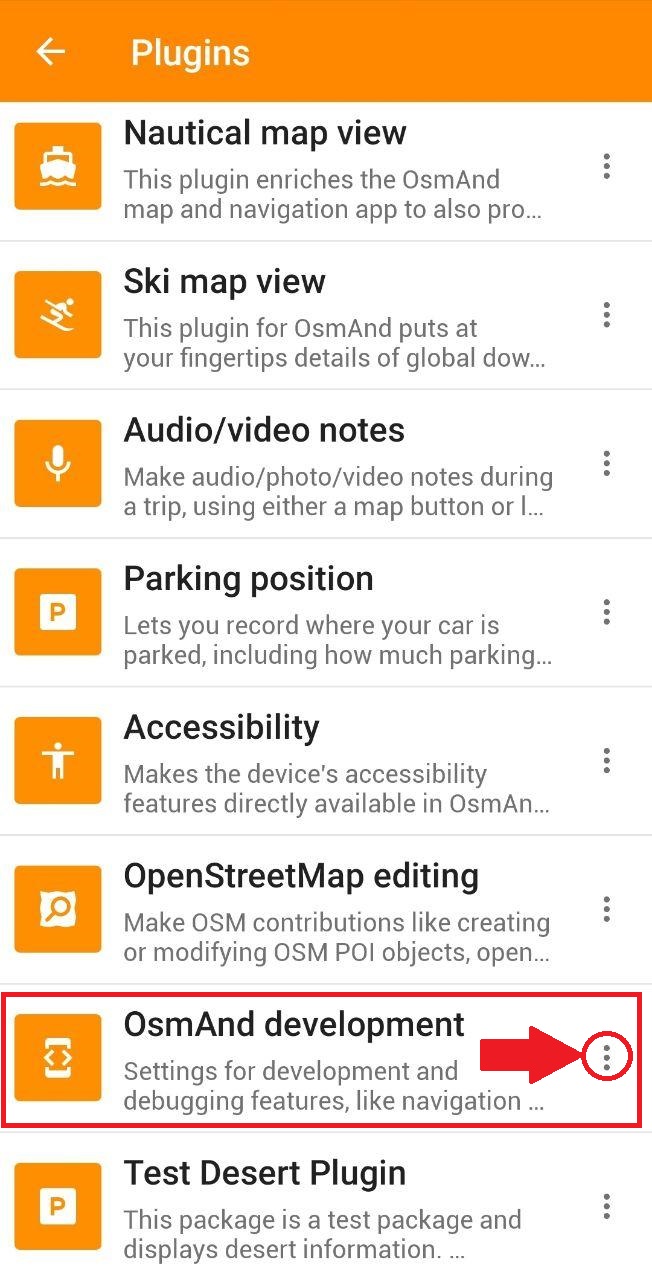 Plugins
Nautical map view
This plugin enriches the OsmAnd
map and navigation app to also pro...
Ski map view
This plugin for OsmAnd puts at
your fingertips details of global dow...
Audio/video notes
Make audio/photo/video notes during
a trip, using either a map button or l...
P
Parking position
Lets you record where your car is
parked, including how much parking...
Accessibility
Makes the device's accessibility
features directly available in OsmAn...
OpenStreetMap editing
Make OSM contributions like creating
or modifying OSM POI objects, open...
OsmAnd development
Settings for development and
debugging features, like navigation ...
P
Test Desert Plugin
This package is a test package and
displays desert information. ...